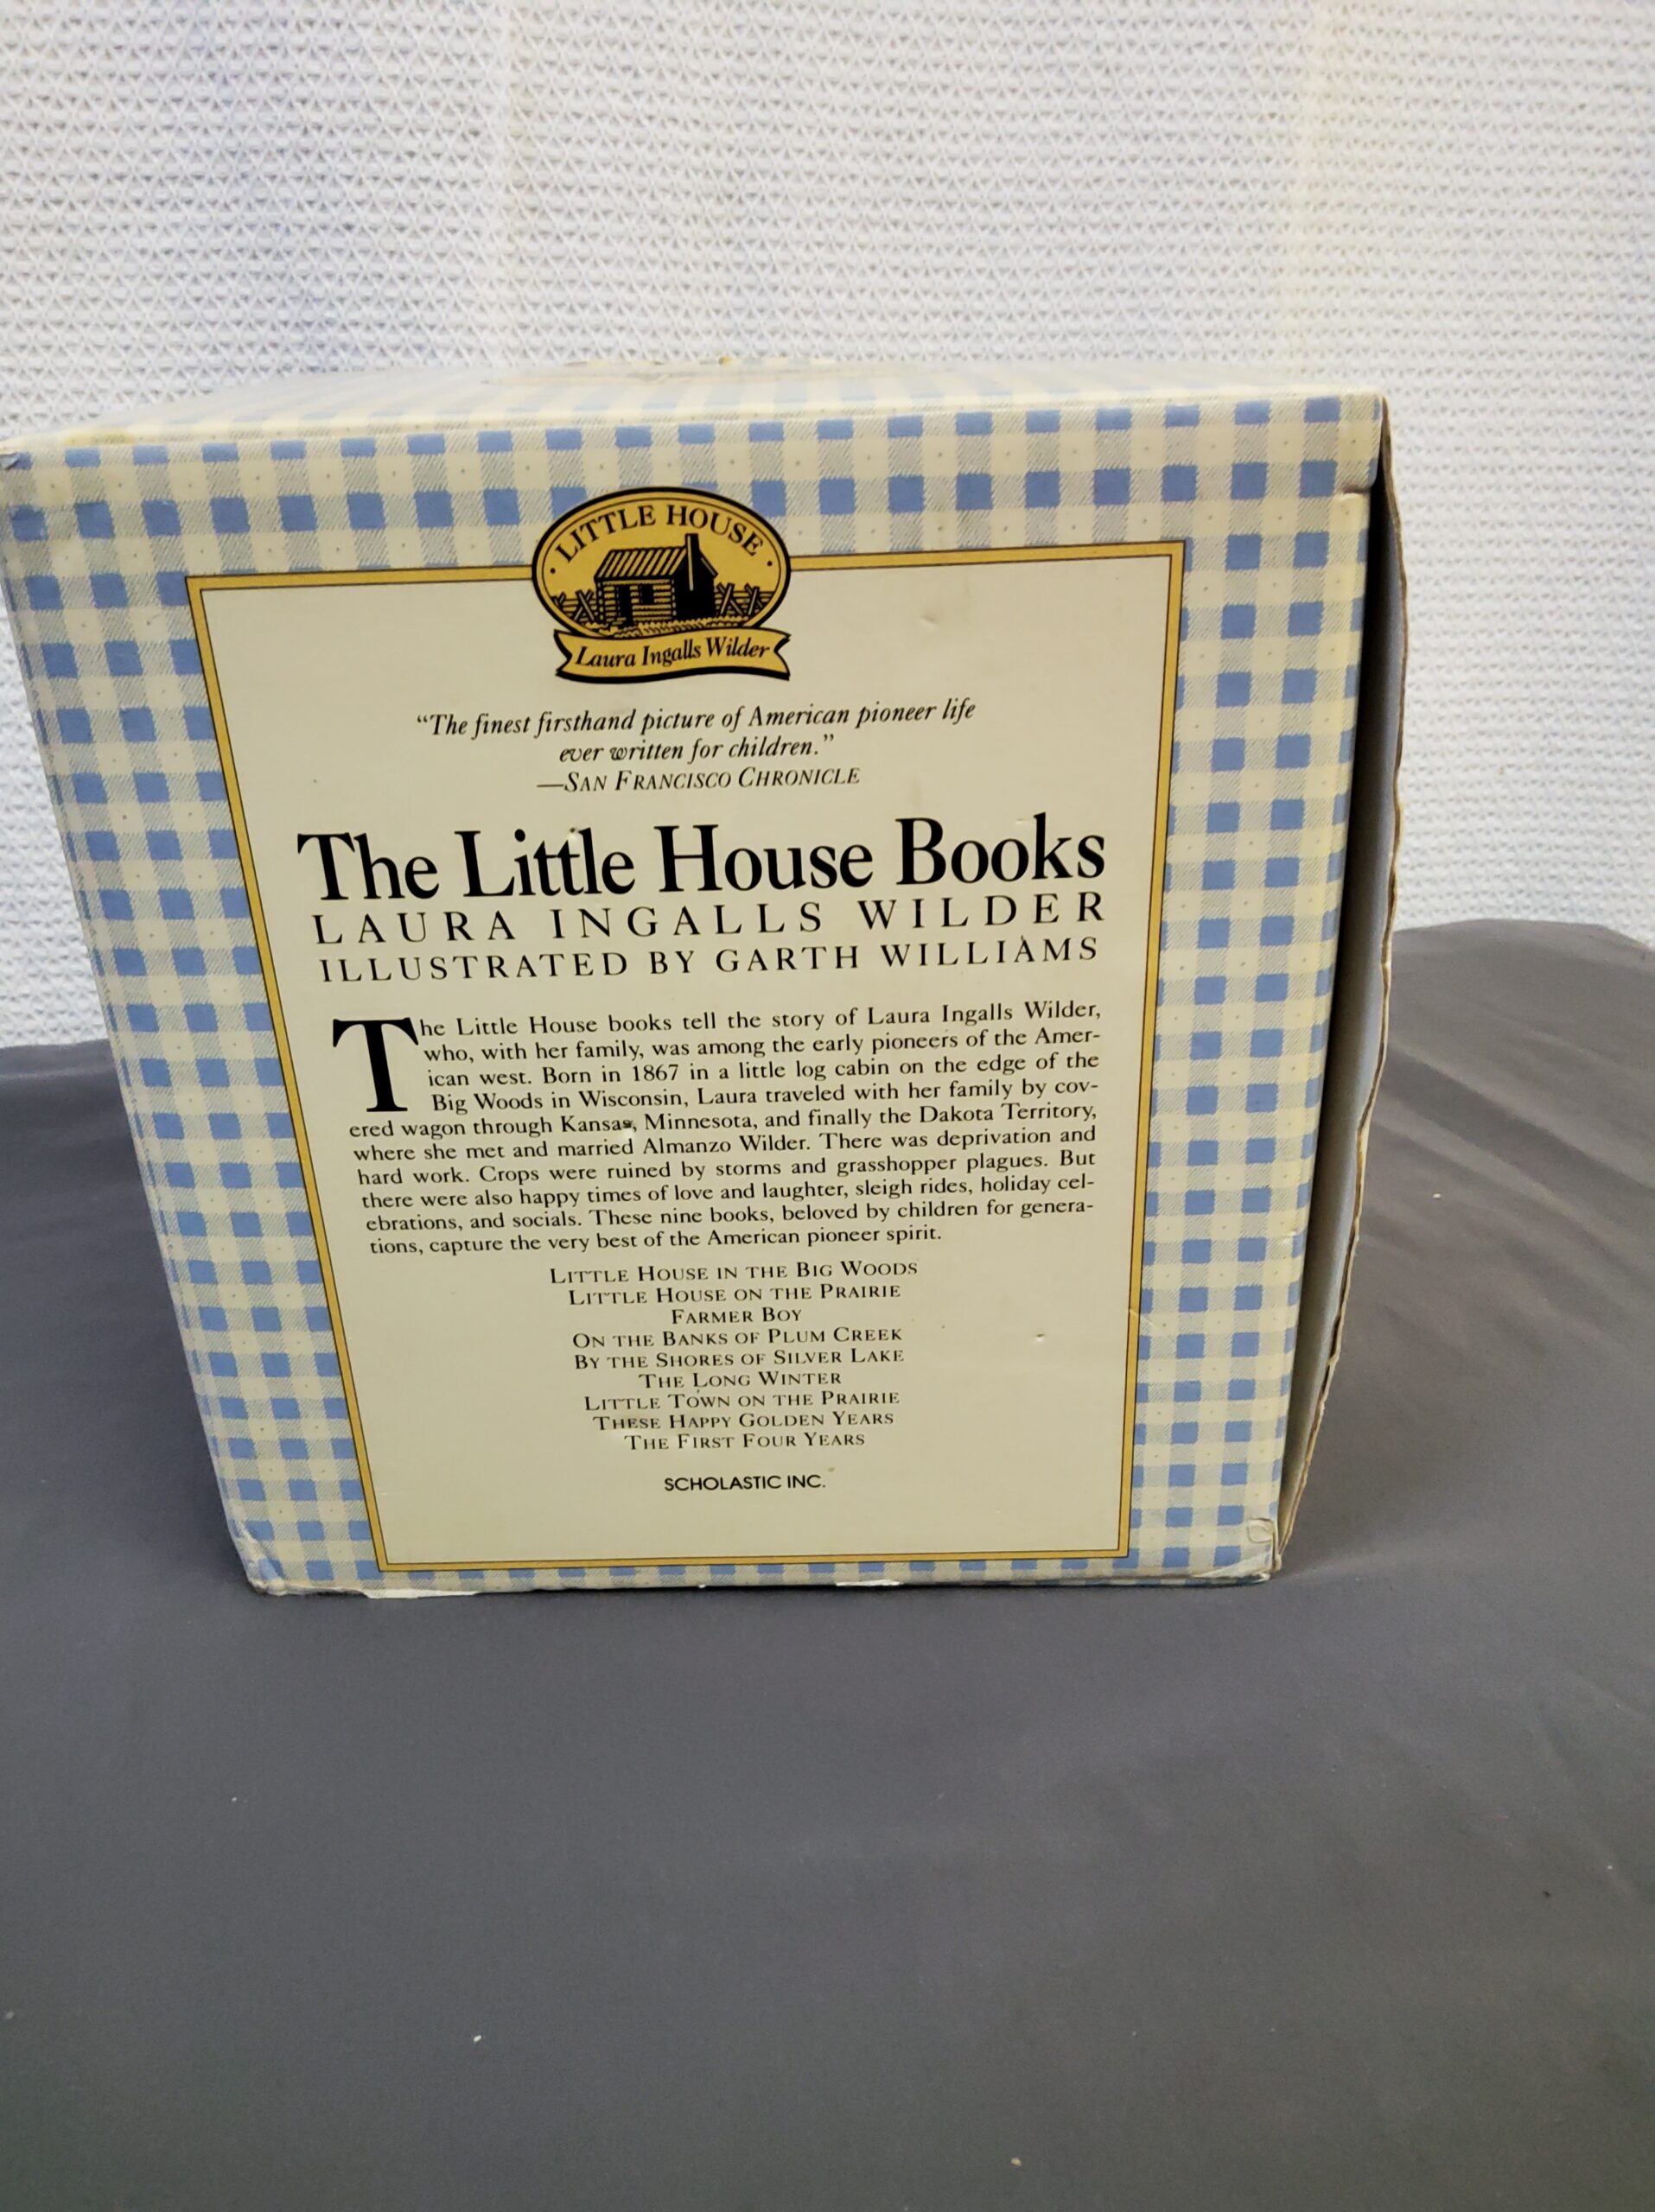 · LITTLE HOUSE ·
Laura Ingalls Wilder
“The finest firsthand picture of American pioneer life
ever written for children.”
—SAN FRANCISCO CHRONICLE
The Little House Books
LAURA INGALLS WILDER
ILLUSTRATED BY GARTH WILLIAMS
The Little House books tell the story of Laura Ingalls Wilder,
who, with her family, was among the early pioneers of the Amer-
ican west. Born in 1867 in a little log cabin on the edge of the
Big Woods in Wisconsin, Laura traveled with her family by cov-
ered wagon through Kansas, Minnesota, and finally the Dakota Territory,
where she met and married Almanzo Wilder. There was deprivation and
hard work. Crops were ruined by storms and grasshopper plagues. But
there were also happy times of love and laughter, sleigh rides, holiday cel-
ebrations, and socials. These nine books, beloved by children for genera-
tions, capture the very best of the American pioneer spirit.
LITTLE HOUSE IN THE BIG WOODS
LITTLE HOUSE ON THE PRAIRIE
FARMER BOY
ON THE BANKS OF PLUM CREEK
BY THE SHORES OF SILVER LAKE
THE LONG WINTER
LITTLE TOWN ON THE PRAIRIE
THESE HAPPY GOLDEN YEARS
THE FIRST FOUR YEARS
SCHOLASTIC INC.